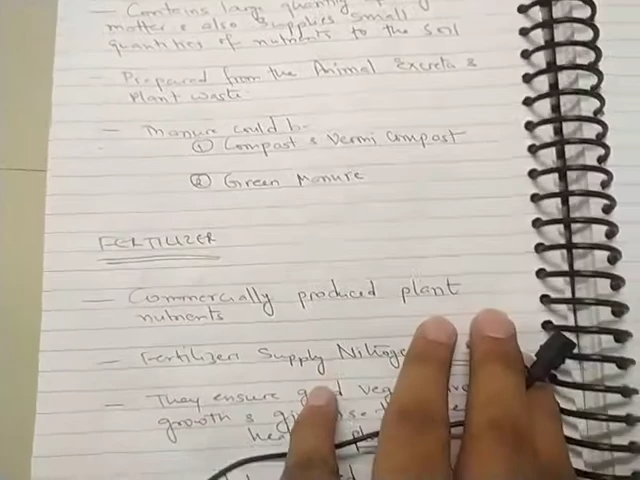 - Contains large quantity of
matter & also supplies small
quantities of nutrients to the soil
- Prepared from the Animal Excreta &
Plant waste.
- Manure could be
① Compost & Vermi Compost
② Green Manure
FERTILIZER
- Commercially produced plant
nutrients
- Fertilizers Supply
- They ensure good
growth &